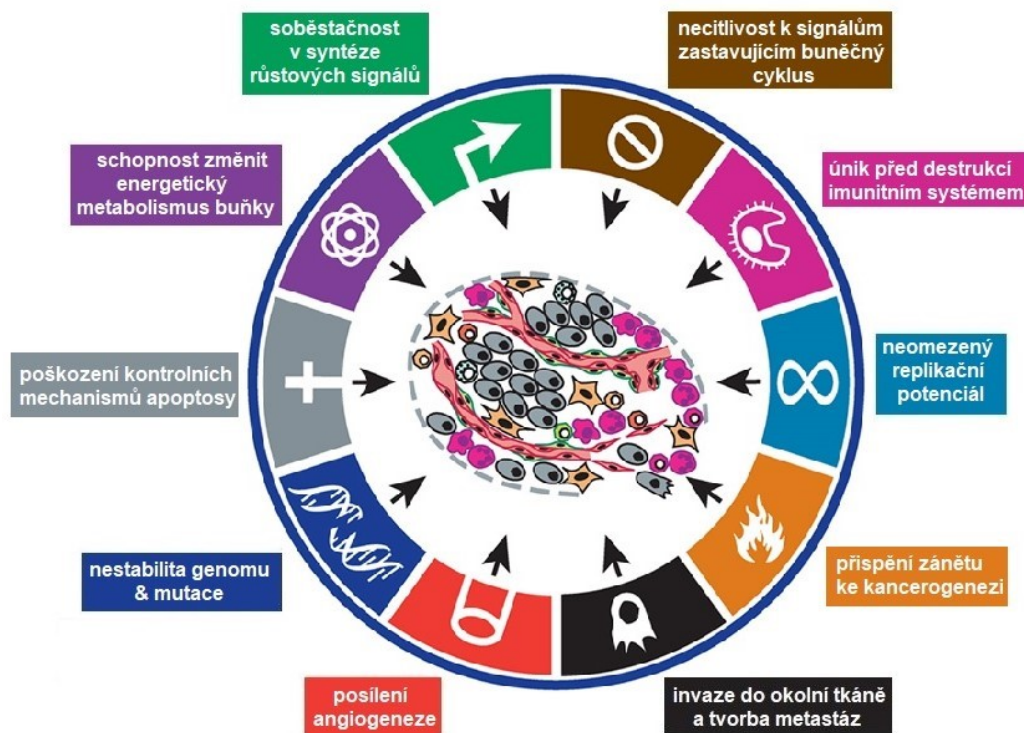 soběstačnost
v syntéze
růstových signálů
necitlivost k signálům
zastavujícím buněčný
cyklus
schopnost změnit
energetický
metabolismus buňky
únik před destrukcí
imunitním systémem
poškození kontrolních
mechanismů apoptosy
neomezený
replikační
potenciál
nestabilita genomu
& mutace
přispění zánětu
ke kancerogenezi
posílení
angiogeneze
invaze do okolní tkáně
a tvorba metastáz